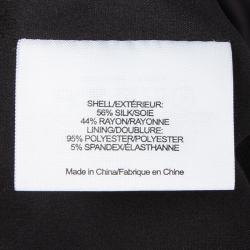 SHELL/EXTÉRIEUR:
56% SILK/SOIE
44% RAYON/RAYONNE
LINING/DOUBLURE:
95% POLYESTER/POLYESTER
5% SPANDEX/ÉLASTHANNE
Made in China/Fabrique en Chine